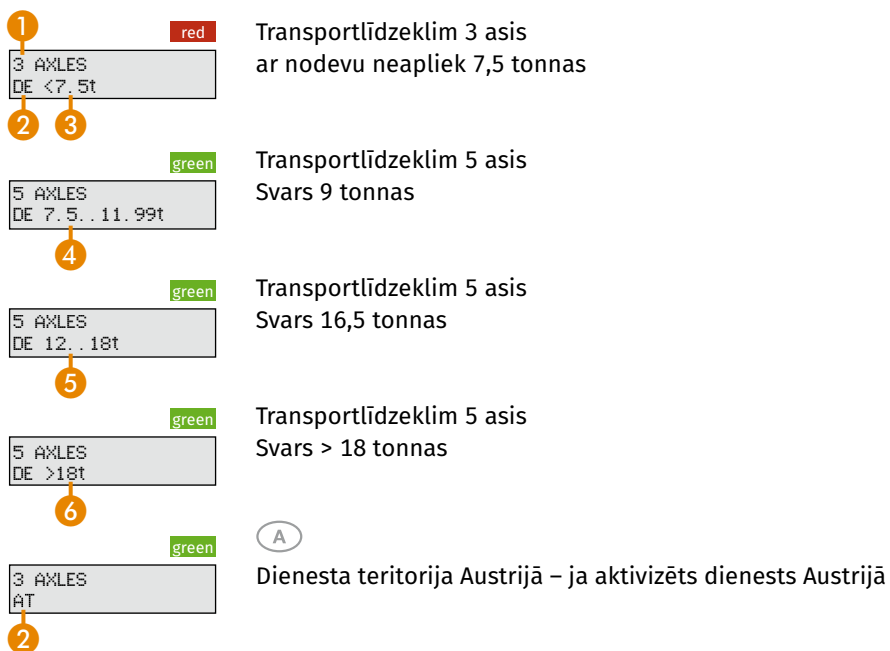 1
red
Transportlīdzeklim 3 asis
ar nodevu neapliek 7,5 tonnas
3 AXLES
DE <7.5t
2 3
green
Transportlīdzeklim 5 asis
Svars 9 tonnas
5 AXLES
DE 7.5..11.99t
4
green
Transportlīdzeklim 5 asis
Svars 16,5 tonnas
5 AXLES
DE 12..18t
5
green
Transportlīdzeklim 5 asis
Svars > 18 tonnas
5 AXLES
DE >18t
6
green
A
Dienesta teritorija Austrijā – ja aktivizēts dienests Austrijā
3 AXLES
AT
2